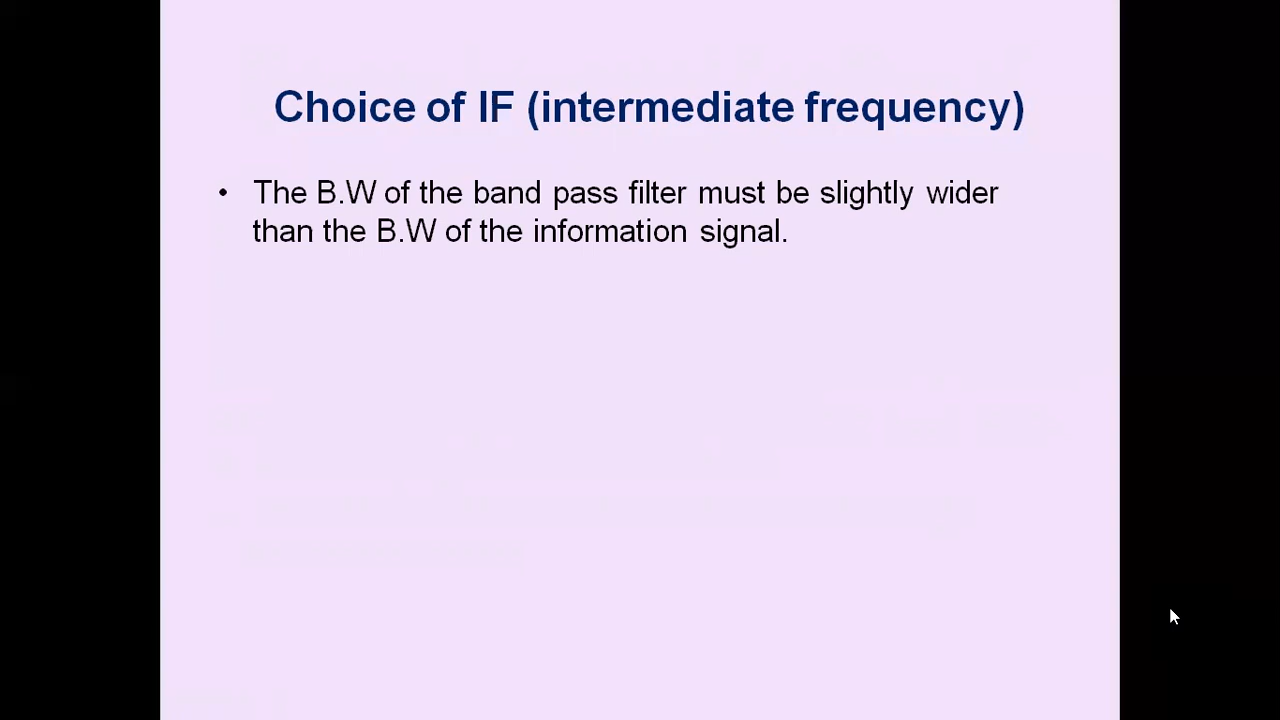 Choice of IF (intermediate frequency)
• The B.W of the band pass filter must be slightly wider
than the B.W of the information signal.